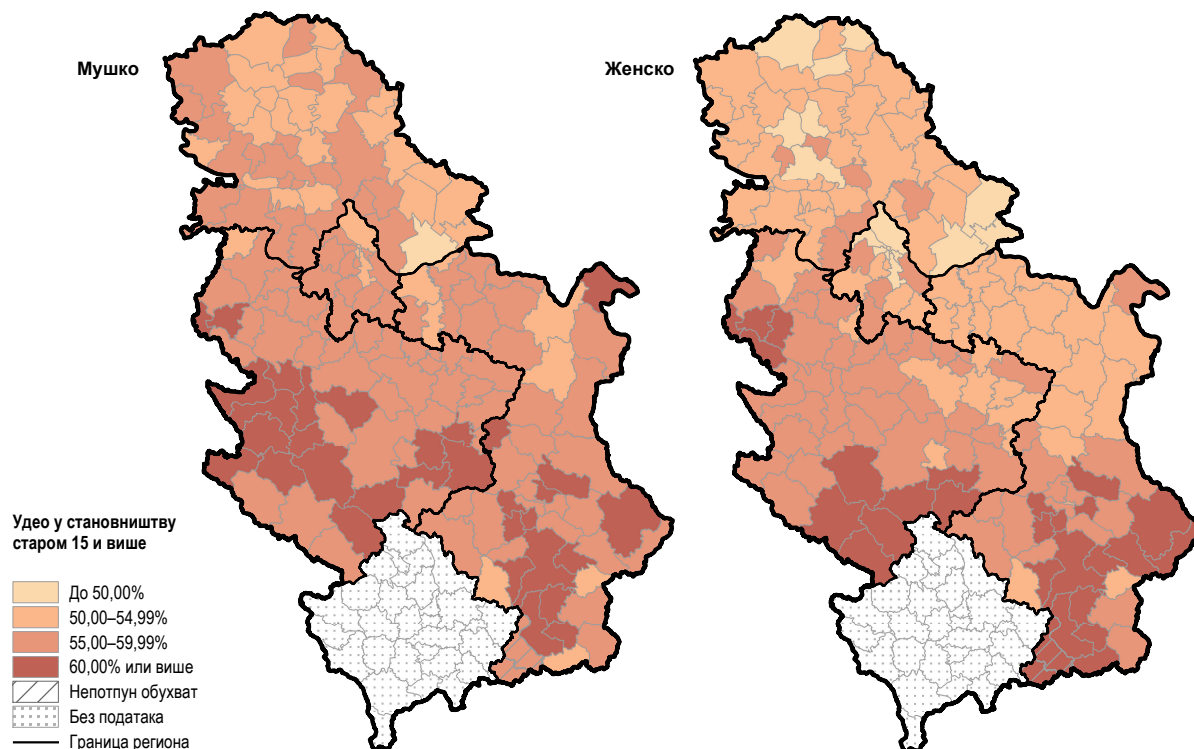 Мушко
Женско
Удео у становништву
старом 15 и више
До 50,00%
50,00–54,99%
55,00–59,99%
60,00% или више
Непотпун обухват
Без података
Граница региона